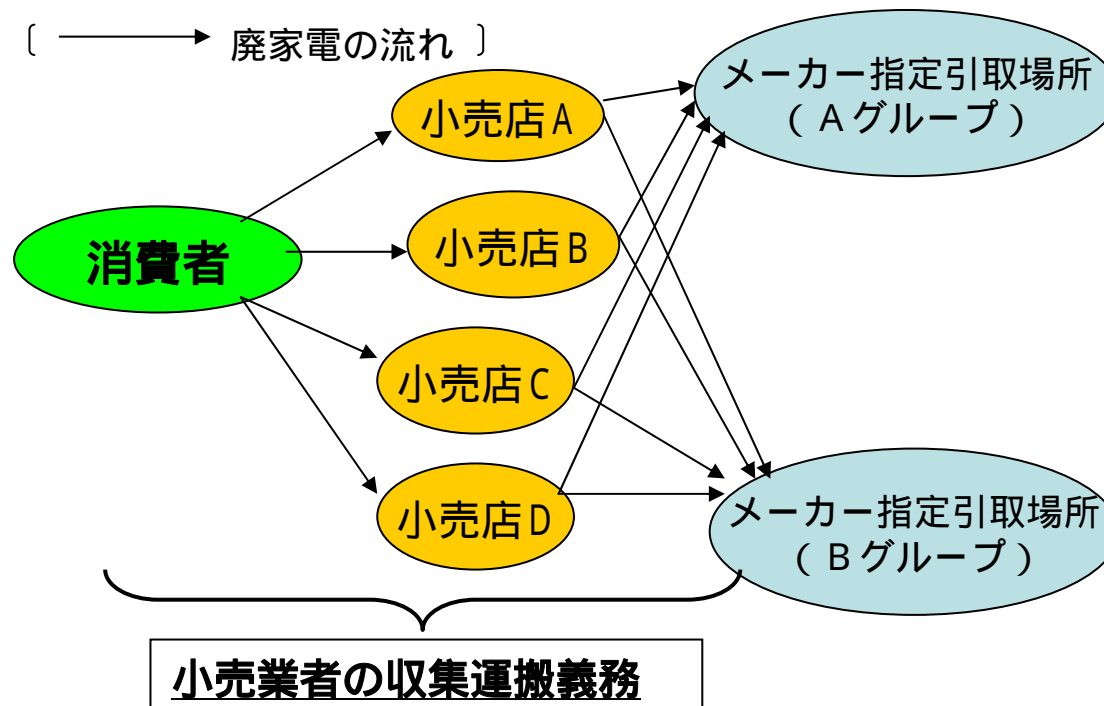 〔 → 廃家電の流れ 〕
小売店A
小売店B
小売店C
小売店D
消費者
メーカー指定引取場所
(Aグループ)
メーカー指定引取場所
(Bグループ)
小売業者の収集運搬義務